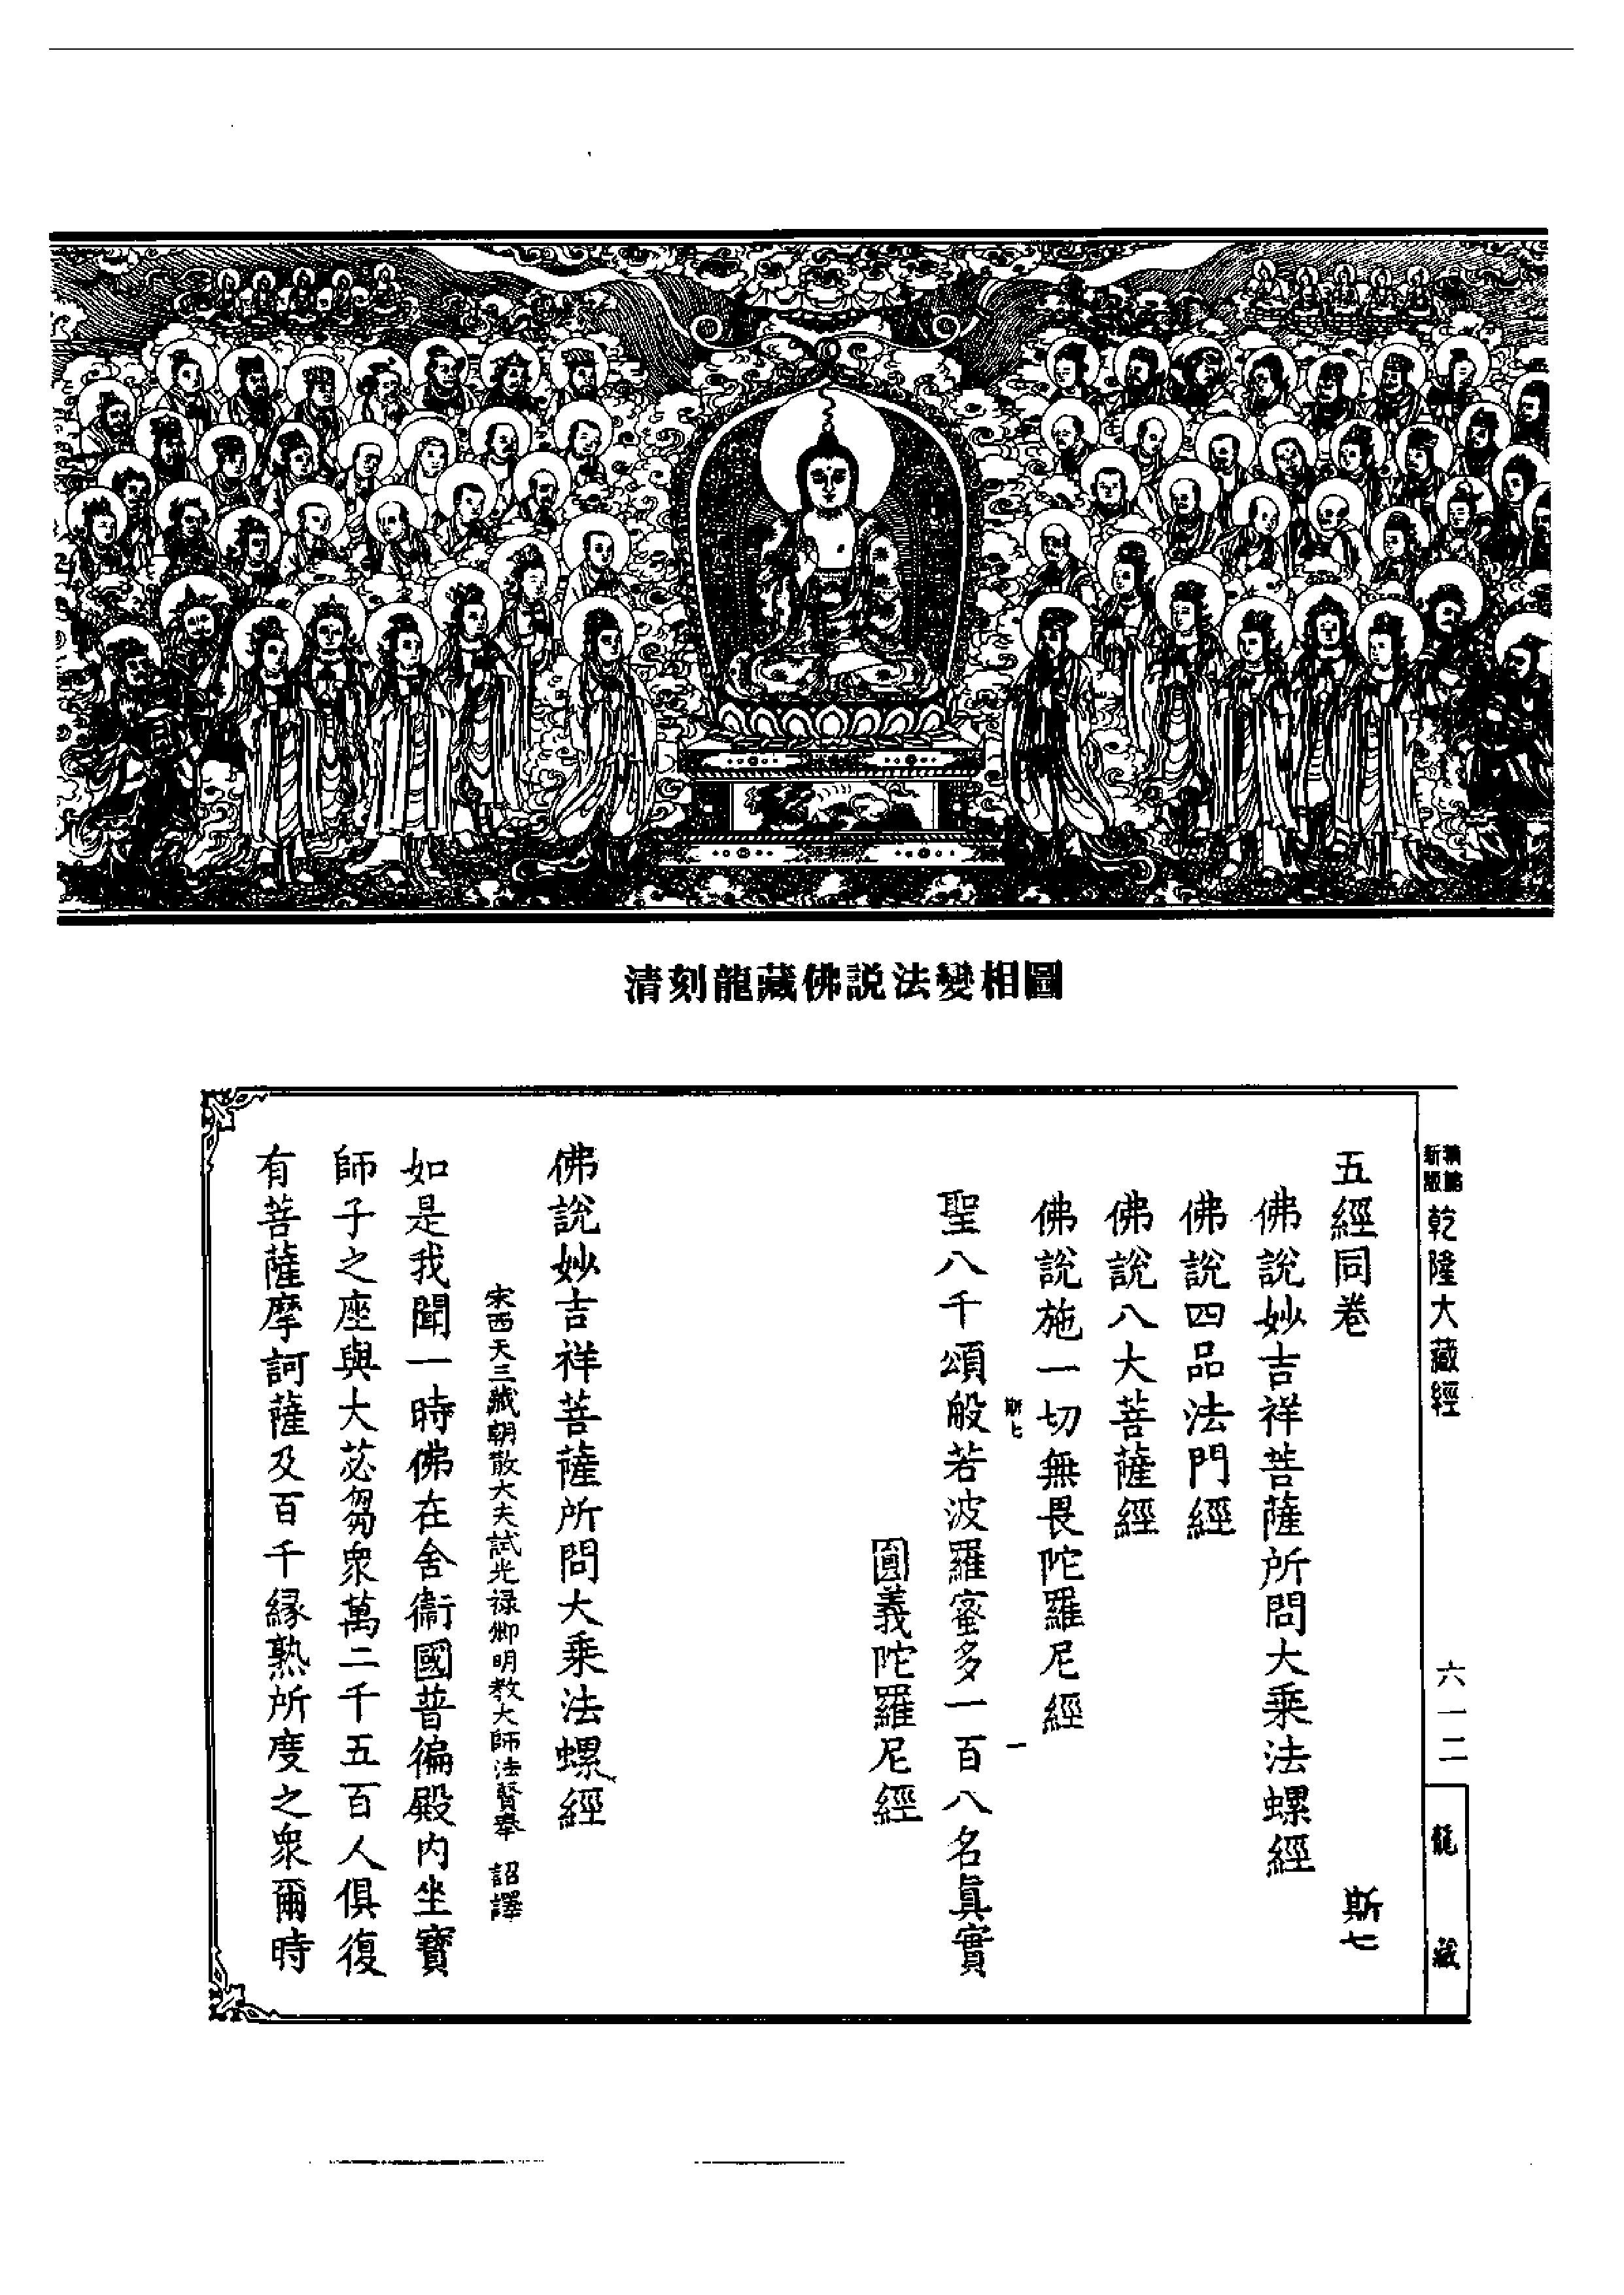 清刻龍藏佛説法變相圖
乾隆大藏經
六一二
龍藏
五經同卷 斯七
佛說妙吉祥菩薩所問大乘法螺經
佛說四品法門經
佛說八大菩薩經
佛說施一切無畏陀羅尼經
斯七 一
聖八千頌般若波羅蜜多一百八名眞實
圓義陀羅尼經
佛說妙吉祥菩薩所問大乘法螺經
宋西天三藏朝散大夫試光祿卿明教大師法賢奉 詔譯
如是我聞一時佛在舍衞國普徧殿内坐寶
師子之座與大苾芻衆萬二千五百人俱復
有菩薩摩訶薩及百千緣熟所度之衆爾時